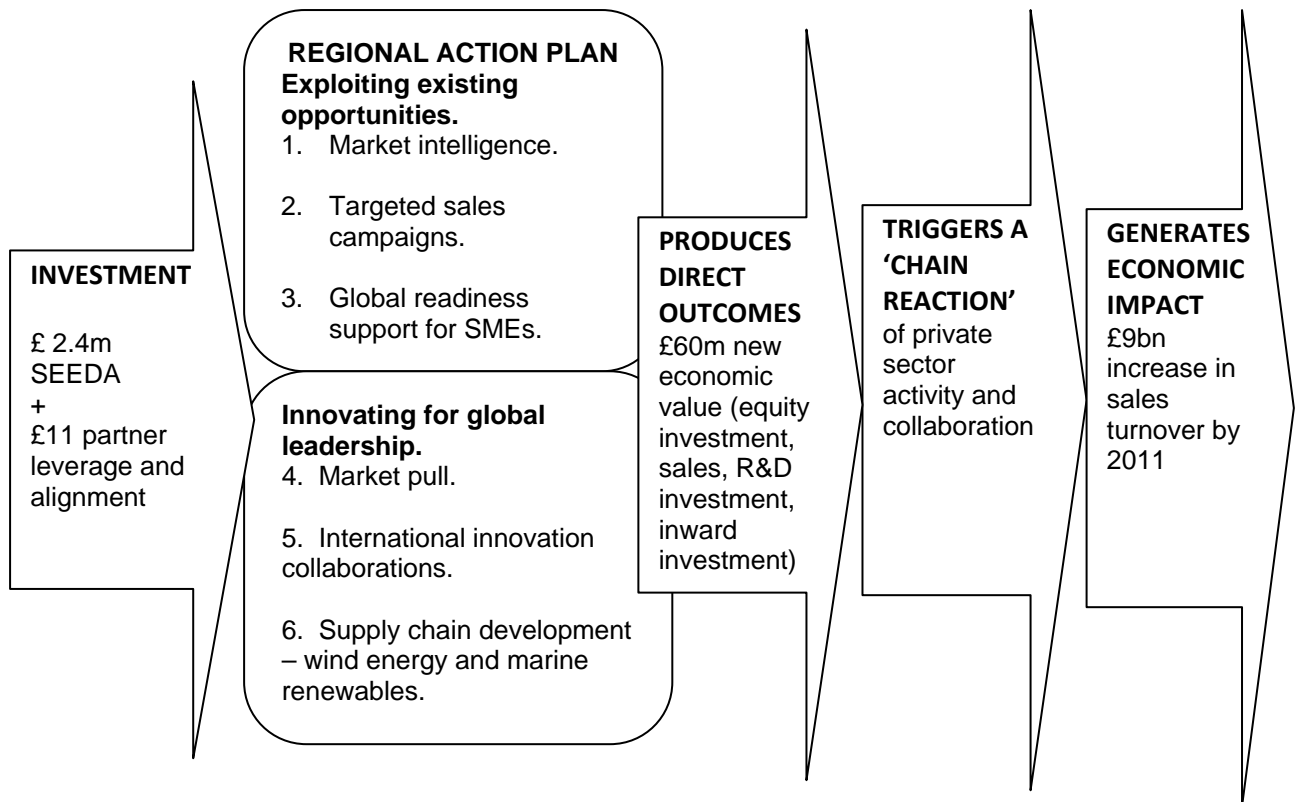 INVESTMENT
£ 2.4m
SEEDA
+
£11 partner
leverage and
alignment
REGIONAL ACTION PLAN
Exploiting existing
opportunities.
1. Market intelligence.
2. Targeted sales
campaigns.
3. Global readiness
support for SMEs.
Innovating for global
leadership.
4. Market pull.
5. International innovation
collaborations.
6. Supply chain development
– wind energy and marine
renewables.
PRODUCES
DIRECT
OUTCOMES
£60m new
economic
value (equity
investment,
sales, R&D
investment,
inward
investment)
TRIGGERS A
‘CHAIN
REACTION’
of private
sector
activity and
collaboration
GENERATES
ECONOMIC
IMPACT
£9bn
increase in
sales
turnover by
2011